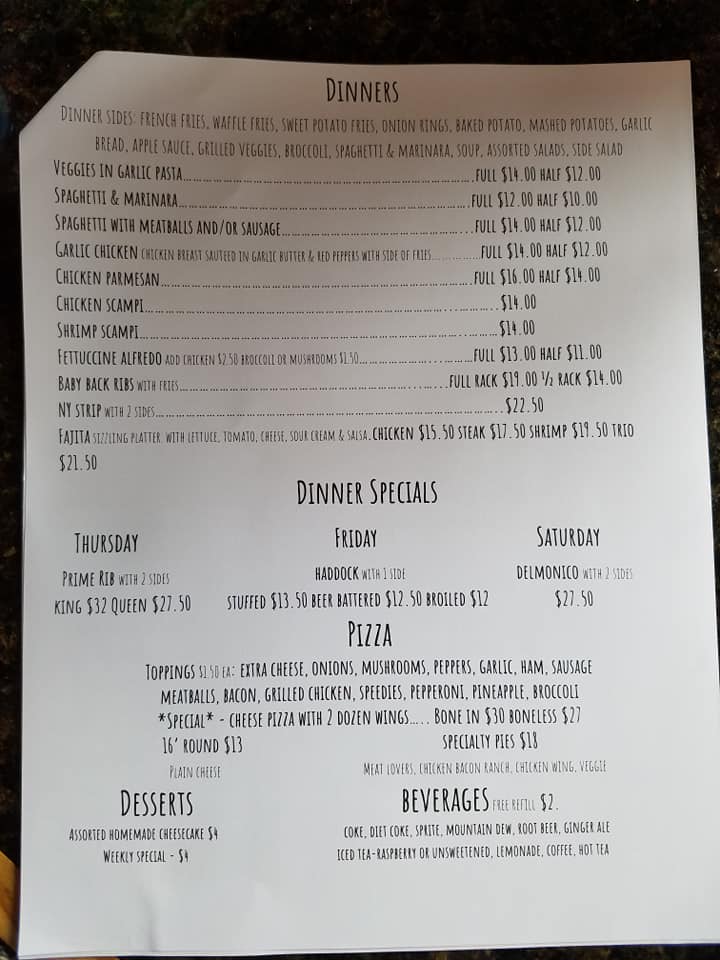 DINNERS
DINNER SIDES: FRENCH FRIES, WAFFLE FRIES, SWEET POTATO FRIES, ONION RINGS, BAKED POTATO, MASHED POTATOES, GARLIC
BREAD, APPLE SAUCE, GRILLED VEGGIES, BROCCOLI, SPAGHETTI & MARINARA, SOUP, ASSORTED SALADS, SIDE SALAD
VEGGIES IN GARLIC PASTA.......................................FULL $14.00 HALF $12.00
SPAGHETTI & MARINARA.......................................FULL $12.00 HALF $10.00
SPAGHETTI WITH MEATBALLS AND/OR SAUSAGE.......................................FULL $14.00 HALF $12.00
GARLIC CHICKEN CHICKEN BREAST SAUTEED IN GARLIC BUTTER & RED PEPPERS WITH SIDE OF FRIES...............FULL $14.00 HALF $12.00
CHICKEN PARMESAN.......................................FULL $16.00 HALF $14.00
CHICKEN SCAMPI.......................................$14.00
SHRIMP SCAMPI.......................................$14.00
FETTUCCINE ALFREDO ADD CHICKEN $2.50 BROCCOLI OR MUSHROOMS $1.50.....................FULL $13.00 HALF $11.00
BABY BACK RIBS WITH FRIES.......................................FULL RACK $19.00 ½ RACK $14.00
NY STRIP WITH 2 SIDES.......................................$22.50
FAJITA SIZZLING PLATTER WITH LETTUCE, TOMATO, CHEESE, SOUR CREAM & SALSA. CHICKEN $15.50 STEAK $17.50 SHRIMP $19.50 TRIO
$21.50
DINNER SPECIALS
THURSDAY
PRIME RIB WITH 2 SIDES
KING $32 QUEEN $27.50
FRIDAY
HADDOCK WITH 1 SIDE
STUFFED $13.50 BEER BATTERED $12.50 BROILED $12
SATURDAY
DELMONICO WITH 2 SIDES
$27.50
PIZZA
TOPPINGS $1.50 EA: EXTRA CHEESE, ONIONS, MUSHROOMS, PEPPERS, GARLIC, HAM, SAUSAGE
MEATBALLS, BACON, GRILLED CHICKEN, SPEEDIES, PEPPERONI, PINEAPPLE, BROCCOLI
*SPECIAL* - CHEESE PIZZA WITH 2 DOZEN WINGS..... BONE IN $30 BONELESS $27
16' ROUND $13
PLAIN CHEESE
SPECIALTY PIES $18
MEAT LOVERS, CHICKEN BACON RANCH, CHICKEN WING, VEGGIE
DESSERTS
ASSORTED HOMEMADE CHEESECAKE $4
WEEKLY SPECIAL - $4
BEVERAGES FREE REFILL $2.
COKE, DIET COKE, SPRITE, MOUNTAIN DEW, ROOT BEER, GINGER ALE
ICED TEA-RASPBERRY OR UNSWEETENED, LEMONADE, COFFEE, HOT TEA